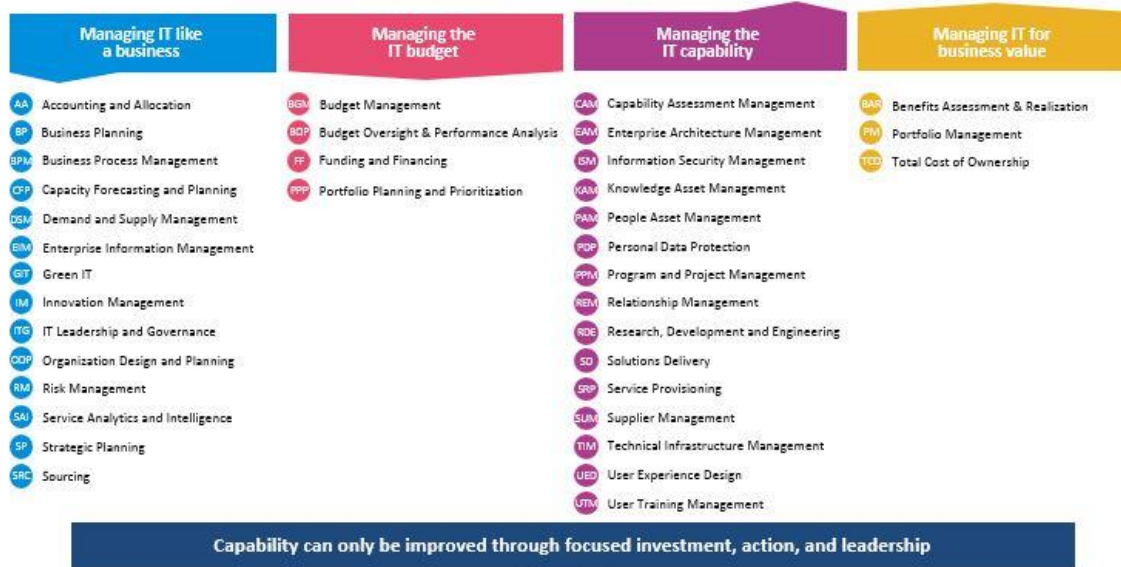 Managing IT like
a business
AA Accounting and Allocation
BP Business Planning
BPM Business Process Management
CFP Capacity Forecasting and Planning
DSM Demand and Supply Management
EIM Enterprise Information Management
GIT Green IT
IM Innovation Management
ITG IT Leadership and Governance
ODP Organization Design and Planning
RM Risk Management
SAI Service Analytics and Intelligence
SP Strategic Planning
SRC Sourcing
Managing the
IT budget
BGM Budget Management
BOP Budget Oversight & Performance Analysis
FF Funding and Financing
PPP Portfolio Planning and Prioritization
Managing the
IT capability
CAM Capability Assessment Management
EAM Enterprise Architecture Management
ISM Information Security Management
KAM Knowledge Asset Management
PAM People Asset Management
PDP Personal Data Protection
PPM Program and Project Management
REM Relationship Management
RDE Research, Development and Engineering
SD Solutions Delivery
SRP Service Provisioning
SUM Supplier Management
TIM Technical Infrastructure Management
UED User Experience Design
UTM User Training Management
Managing IT for
business value
BAR Benefits Assessment & Realization
PM Portfolio Management
TCO Total Cost of Ownership
Capability can only be improved through focused investment, action, and leadership